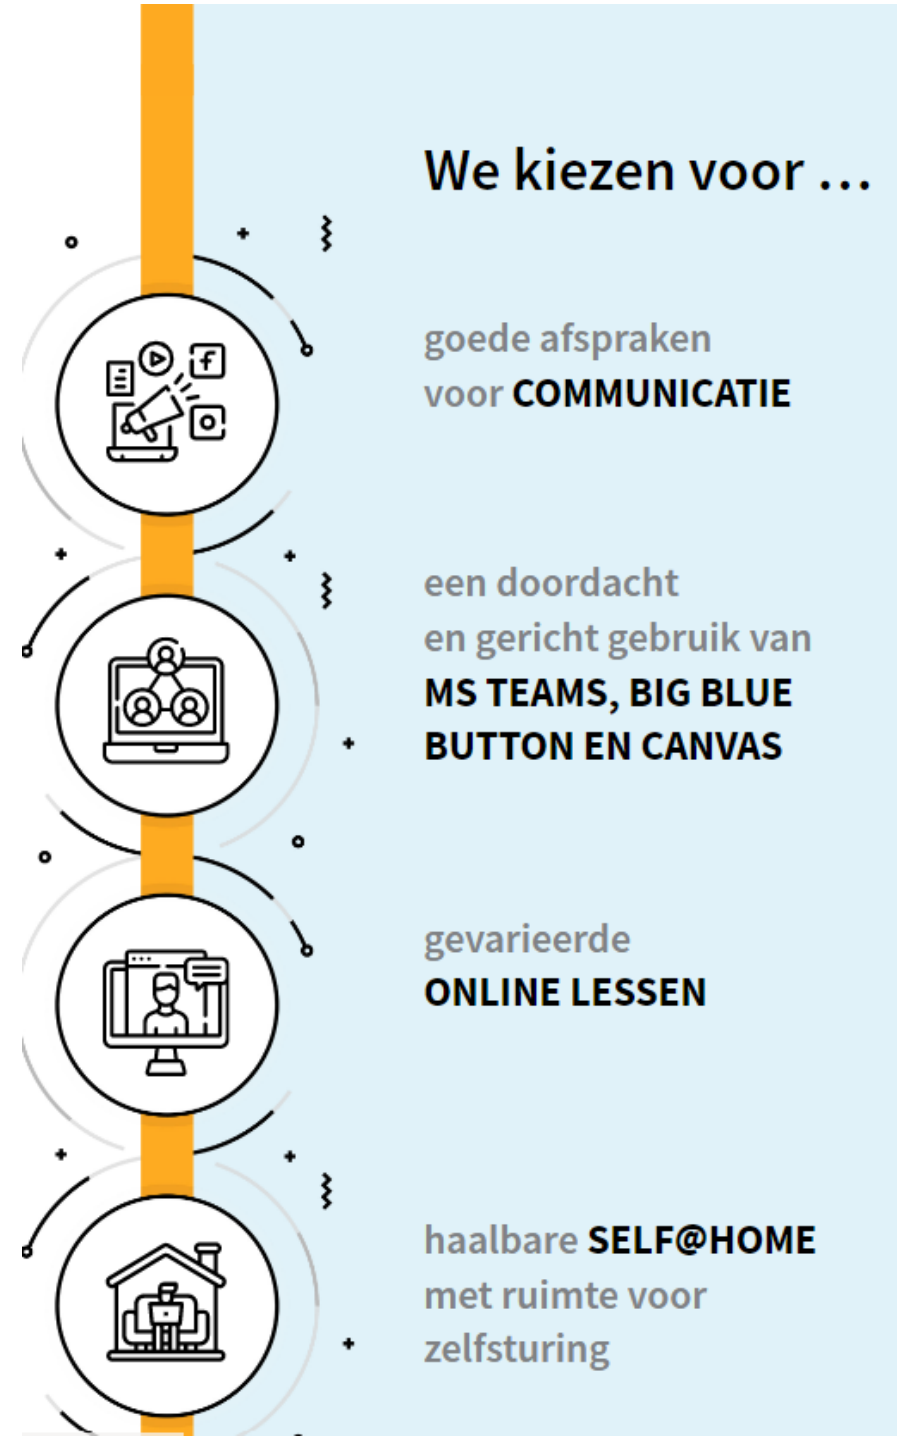 We kiezen voor ...
goede afspraken
voor COMMUNICATIE
een doordacht
en gericht gebruik van
MS TEAMS, BIG BLUE
BUTTON EN CANVAS
gevarieerde
ONLINE LESSEN
haalbare SELF@HOME
met ruimte voor
zelfsturing